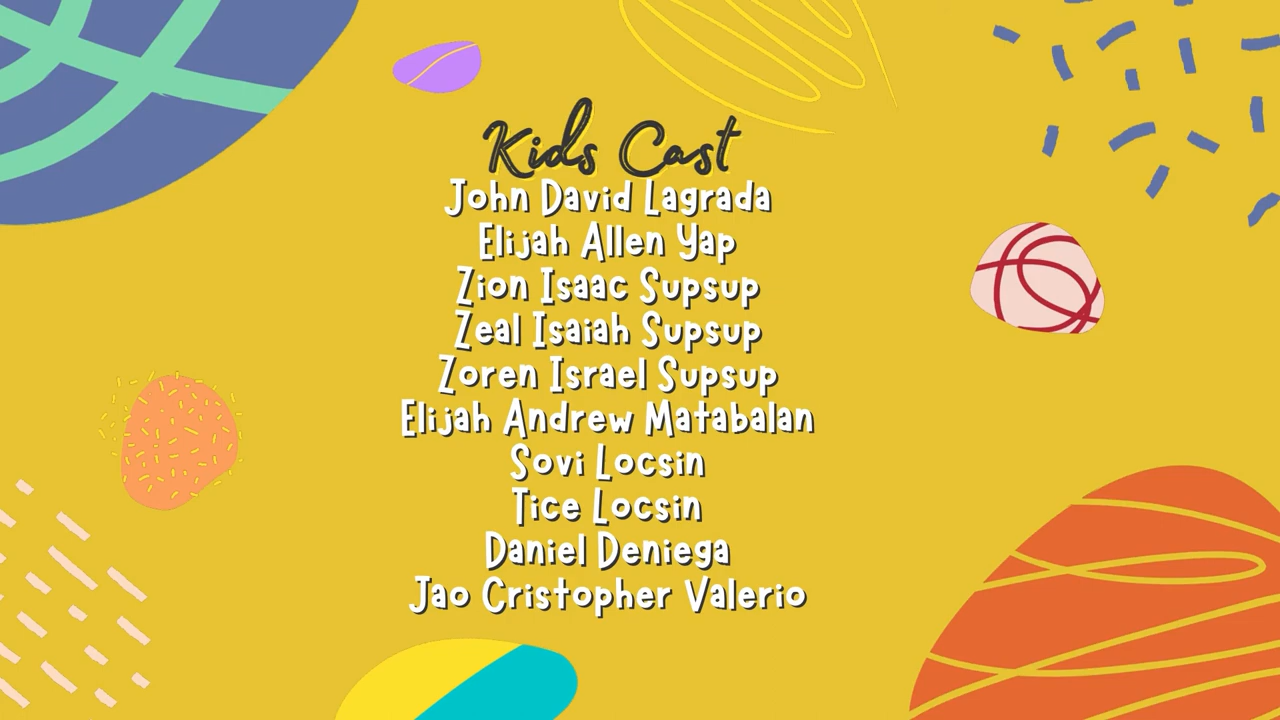 Kids Cast
John David Lagrada
Elijah Allen Yap
Zion Isaac Supsup
Zeal Isaiah Supsup
Zoren Israel Supsup
Elijah Andrew Matabalan
Sovi Locsin
Tice Locsin
Daniel Deniega
Jao Cristopher Valerio